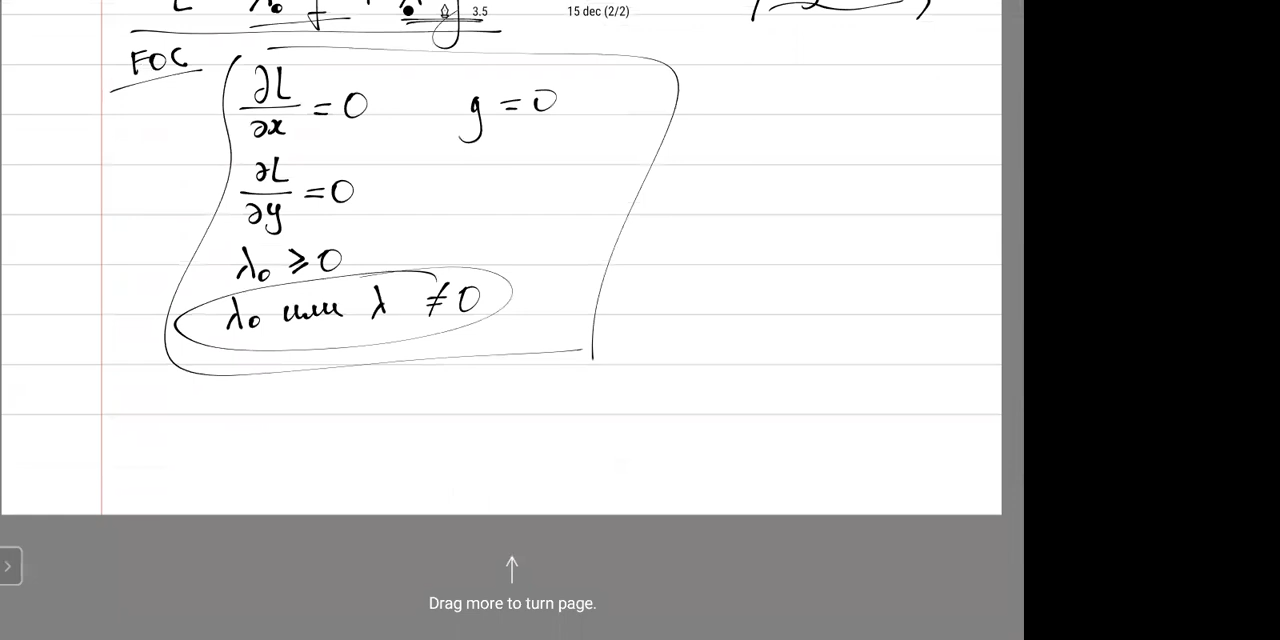 3.5 15 dec (2/2)
FOC
∂L/∂x = 0 g = 0
∂L/∂y = 0
λ₀ ⩾ 0
λ₀ или λ ≠ 0
Drag more to turn page.